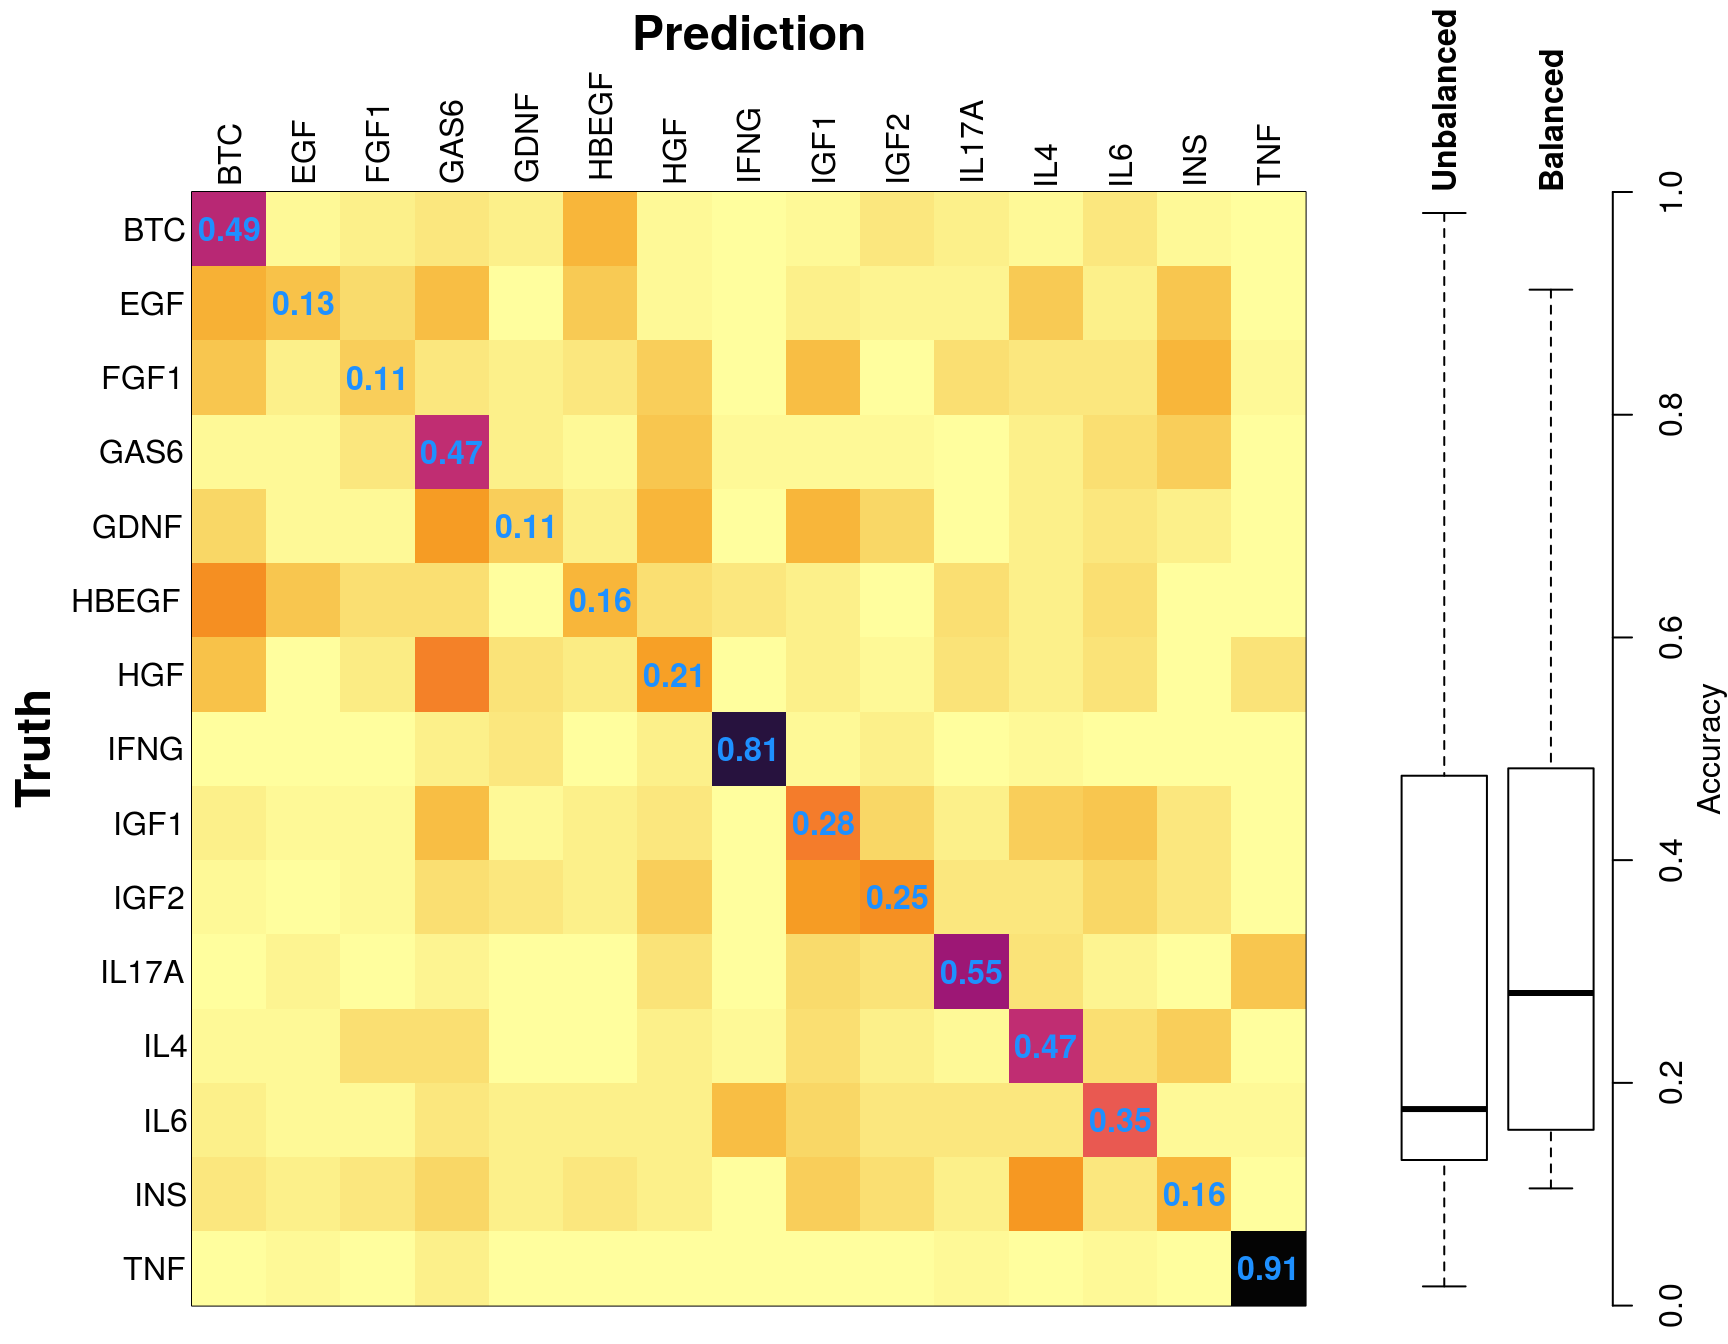 Prediction
BTC EGF FGF1 GAS6 GDNF HBEGF HGF IFNG IGF1 IGF2 IL17A IL4 IL6 INS TNF
Unbalanced Balanced
Truth
BTC 0.49
EGF 0.13
FGF1 0.11
GAS6 0.47
GDNF 0.11
HBEGF 0.16
HGF 0.21
IFNG 0.81
IGF1 0.28
IGF2 0.25
IL17A 0.55
IL4 0.47
IL6 0.35
INS 0.16
TNF 0.91
Accuracy
0.0 0.2 0.4 0.6 0.8 1.0